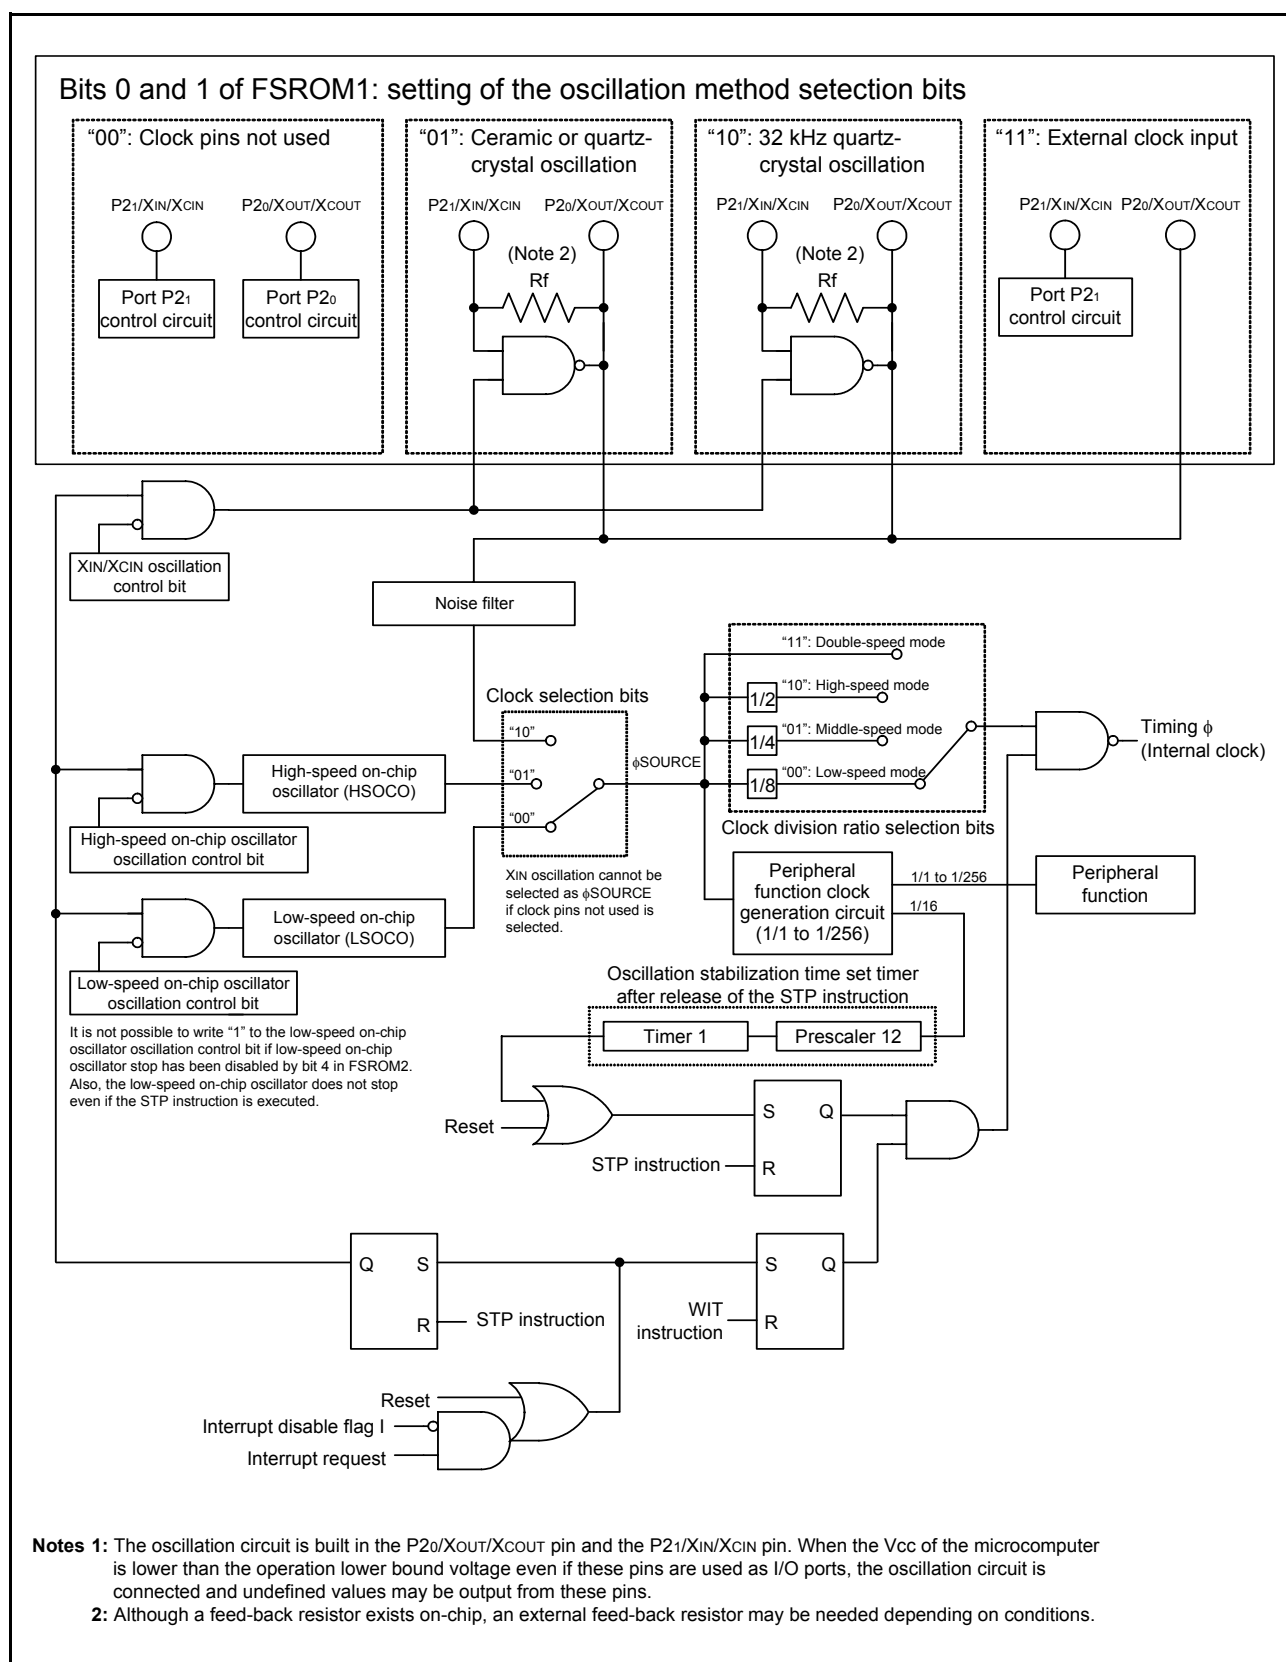 Bits 0 and 1 of FSROM1: setting of the oscillation method setection bits
“00”: Clock pins not used
P21/XIN/XCIN
P20/XOUT/XCOUT
Port P21
control circuit
Port P20
control circuit
“01”: Ceramic or quartz-
crystal oscillation
P21/XIN/XCIN
P20/XOUT/XCOUT
(Note 2)
Rf
“10”: 32 kHz quartz-
crystal oscillation
P21/XIN/XCIN
P20/XOUT/XCOUT
(Note 2)
Rf
“11”: External clock input
P21/XIN/XCIN
P20/XOUT/XCOUT
Port P21
control circuit
XIN/XCIN oscillation
control bit
Noise filter
Clock selection bits
“10”
“01”
“00”
ϕSOURCE
XIN oscillation cannot be
selected as ϕSOURCE
if clock pins not used is
selected.
“11”: Double-speed mode
1/2
“10”: High-speed mode
1/4
“01”: Middle-speed mode
1/8
“00”: Low-speed mode
Clock division ratio selection bits
Timing ϕ
(Internal clock)
High-speed on-chip
oscillator (HSOCO)
High-speed on-chip oscillator
oscillation control bit
Low-speed on-chip
oscillator (LSOCO)
Low-speed on-chip oscillator
oscillation control bit
It is not possible to write “1” to the low-speed on-chip
oscillator oscillation control bit if low-speed on-chip
oscillator stop has been disabled by bit 4 in FSROM2.
Also, the low-speed on-chip oscillator does not stop
even if the STP instruction is executed.
Peripheral
function clock
generation circuit
(1/1 to 1/256)
1/1 to 1/256
1/16
Peripheral
function
Oscillation stabilization time set timer
after release of the STP instruction
Timer 1
Prescaler 12
Reset
STP instruction
S
Q
R
Q
S
R
STP instruction
S
Q
R
WIT
instruction
Reset
Interrupt disable flag I
Interrupt request
Notes 1: The oscillation circuit is built in the P20/XOUT/XCOUT pin and the P21/XIN/XCIN pin. When the Vcc of the microcomputer
is lower than the operation lower bound voltage even if these pins are used as I/O ports, the oscillation circuit is
connected and undefined values may be output from these pins.
2: Although a feed-back resistor exists on-chip, an external feed-back resistor may be needed depending on conditions.